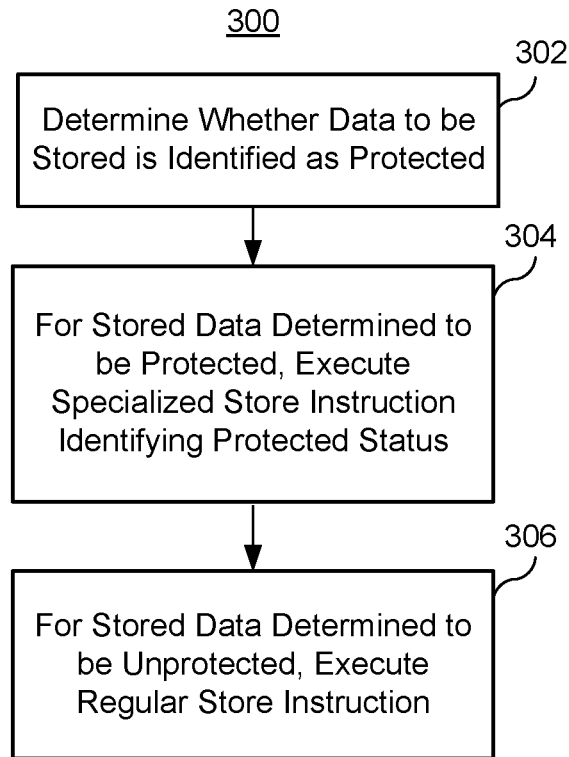 300
302
Determine Whether Data to be
Stored is Identified as Protected
304
For Stored Data Determined to
be Protected, Execute
Specialized Store Instruction
Identifying Protected Status
306
For Stored Data Determined to
be Unprotected, Execute
Regular Store Instruction